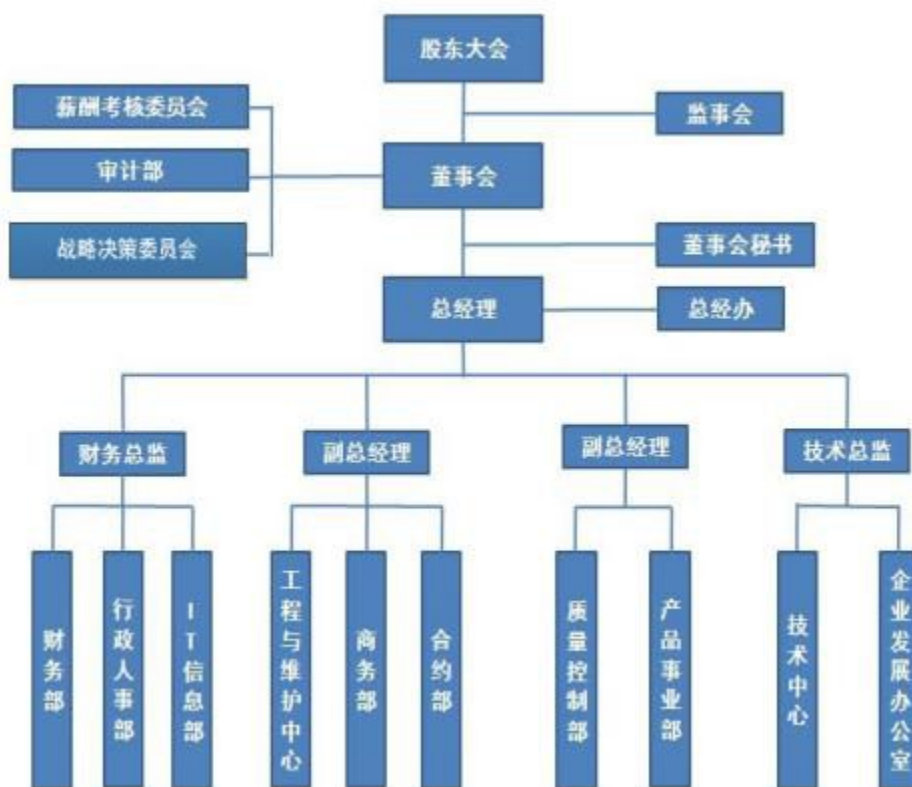 股东大会
薪酬考核委员会
监事会
审计部
董事会
战略决策委员会
董事会秘书
总经理
总经办
财务总监
副总经理
副总经理
技术总监
财务部
行政人事部
IT信息部
工程与维护中心
商务部
合约部
质量控制部
产品事业部
技术中心
企业发展办公室